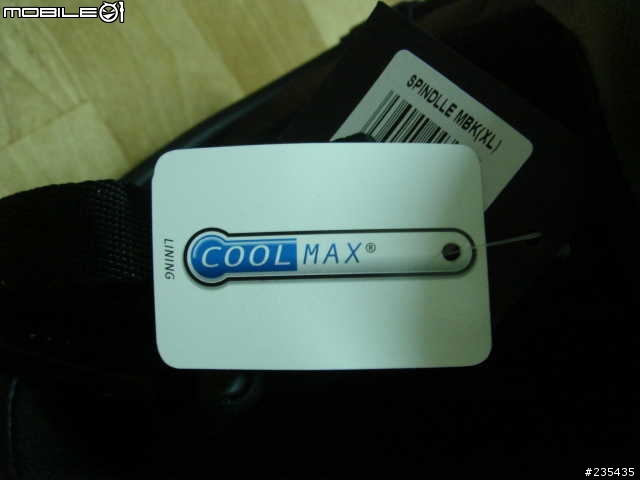 MOBILE01
SPINDLLE MBK(XL)
LINING
COOLMAX®
#235435